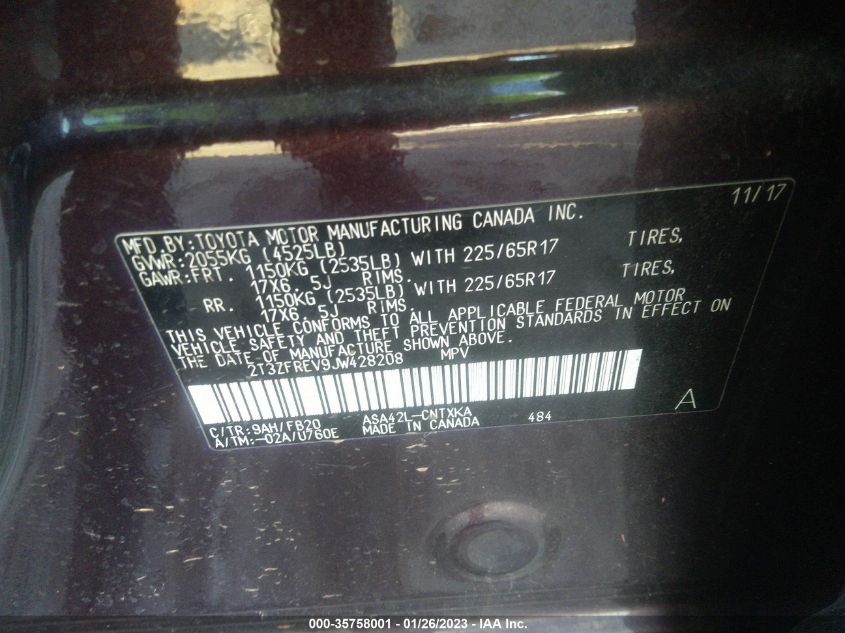 11/17
MFD.BY:TOYOTA MOTOR MANUFACTURING CANADA INC.
GVWR:2055KG (4525LB)
GAWR:FRT. 1150KG (2535LB) WITH 225/65R17 TIRES,
17X6.5J RIMS.
RR. 1150KG (2535LB) WITH 225/65R17 TIRES,
17X6.5J RIMS.
THIS VEHICLE CONFORMS TO ALL APPLICABLE FEDERAL MOTOR
VEHICLE SAFETY AND THEFT PREVENTION STANDARDS IN EFFECT ON
THE DATE OF MANUFACTURE SHOWN ABOVE.
2T3ZFREV9JW428208 MPV
C/TR:9AH/FB20 ASA42L-CNTXKA 484 A
A/TM:-02A/U760E MADE IN CANADA
000-35758001 - 01/26/2023 - IAA Inc.